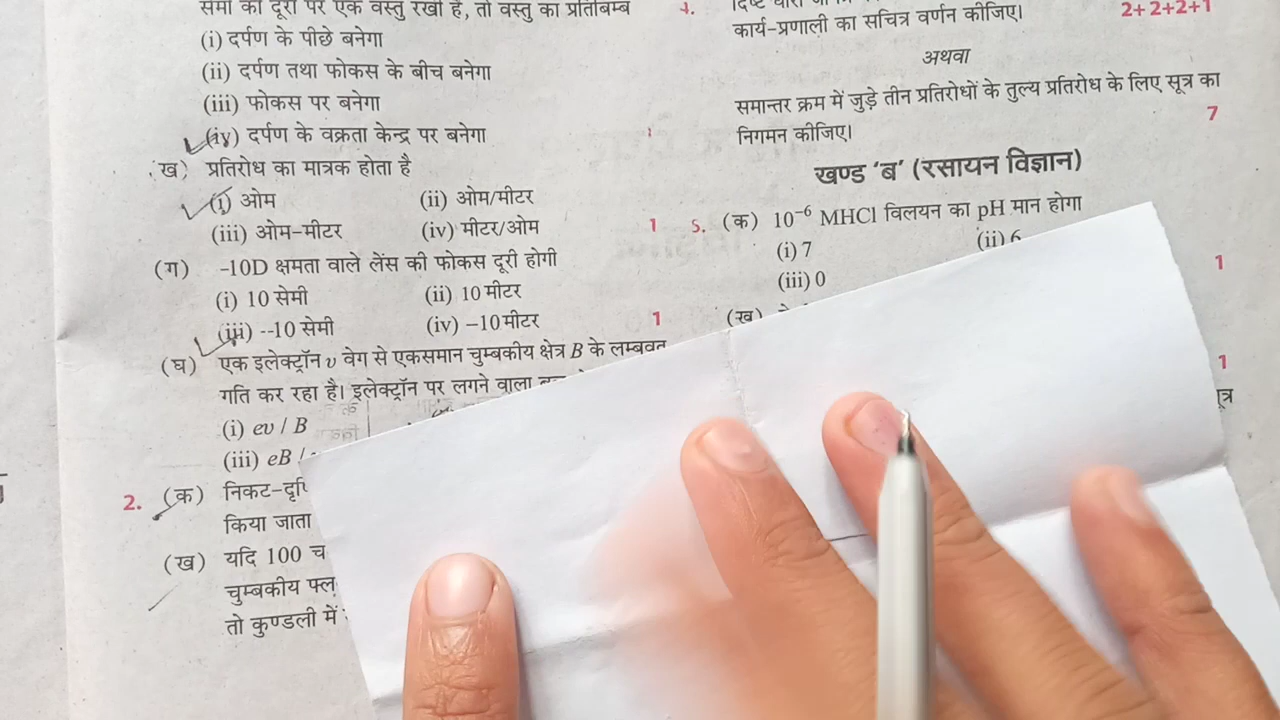 समी की दूरी पर एक वस्तु रखी है, तो वस्तु का प्रतिबिम्ब
(i) दर्पण के पीछे बनेगा
(ii) दर्पण तथा फोकस के बीच बनेगा
(iii) फोकस पर बनेगा
(iv) दर्पण के वक्रता केन्द्र पर बनेगा
(ख) प्रतिरोध का मात्रक होता है
(i) ओम (ii) ओम/मीटर
(iii) ओम-मीटर (iv) मीटर/ओम 1
(ग) -10D क्षमता वाले लेंस की फोकस दूरी होगी
(i) 10 सेमी (ii) 10 मीटर
(iii) --10 सेमी (iv) –10 मीटर 1
(घ) एक इलेक्ट्रॉन v वेग से एकसमान चुम्बकीय क्षेत्र B के लम्बवत्
गति कर रहा है। इलेक्ट्रॉन पर लगने वाला
(i) ev / B
(iii) eB /
2. (क) निकट-दृ
किया जाता
(ख) यदि 100 च
चुम्बकीय फ्ल
तो कुण्डली में
4.
कार्य-प्रणाली का सचित्र वर्णन कीजिए। 2+2+2+1
अथवा
समान्तर क्रम में जुड़े तीन प्रतिरोधों के तुल्य प्रतिरोध के लिए सूत्र का
निगमन कीजिए। 7
खण्ड 'ब' (रसायन विज्ञान)
5. (क) 10⁻⁶ MHCl विलयन का pH मान होगा
(i) 7 (ii) 6
(iii) 0 1
(ख)
1